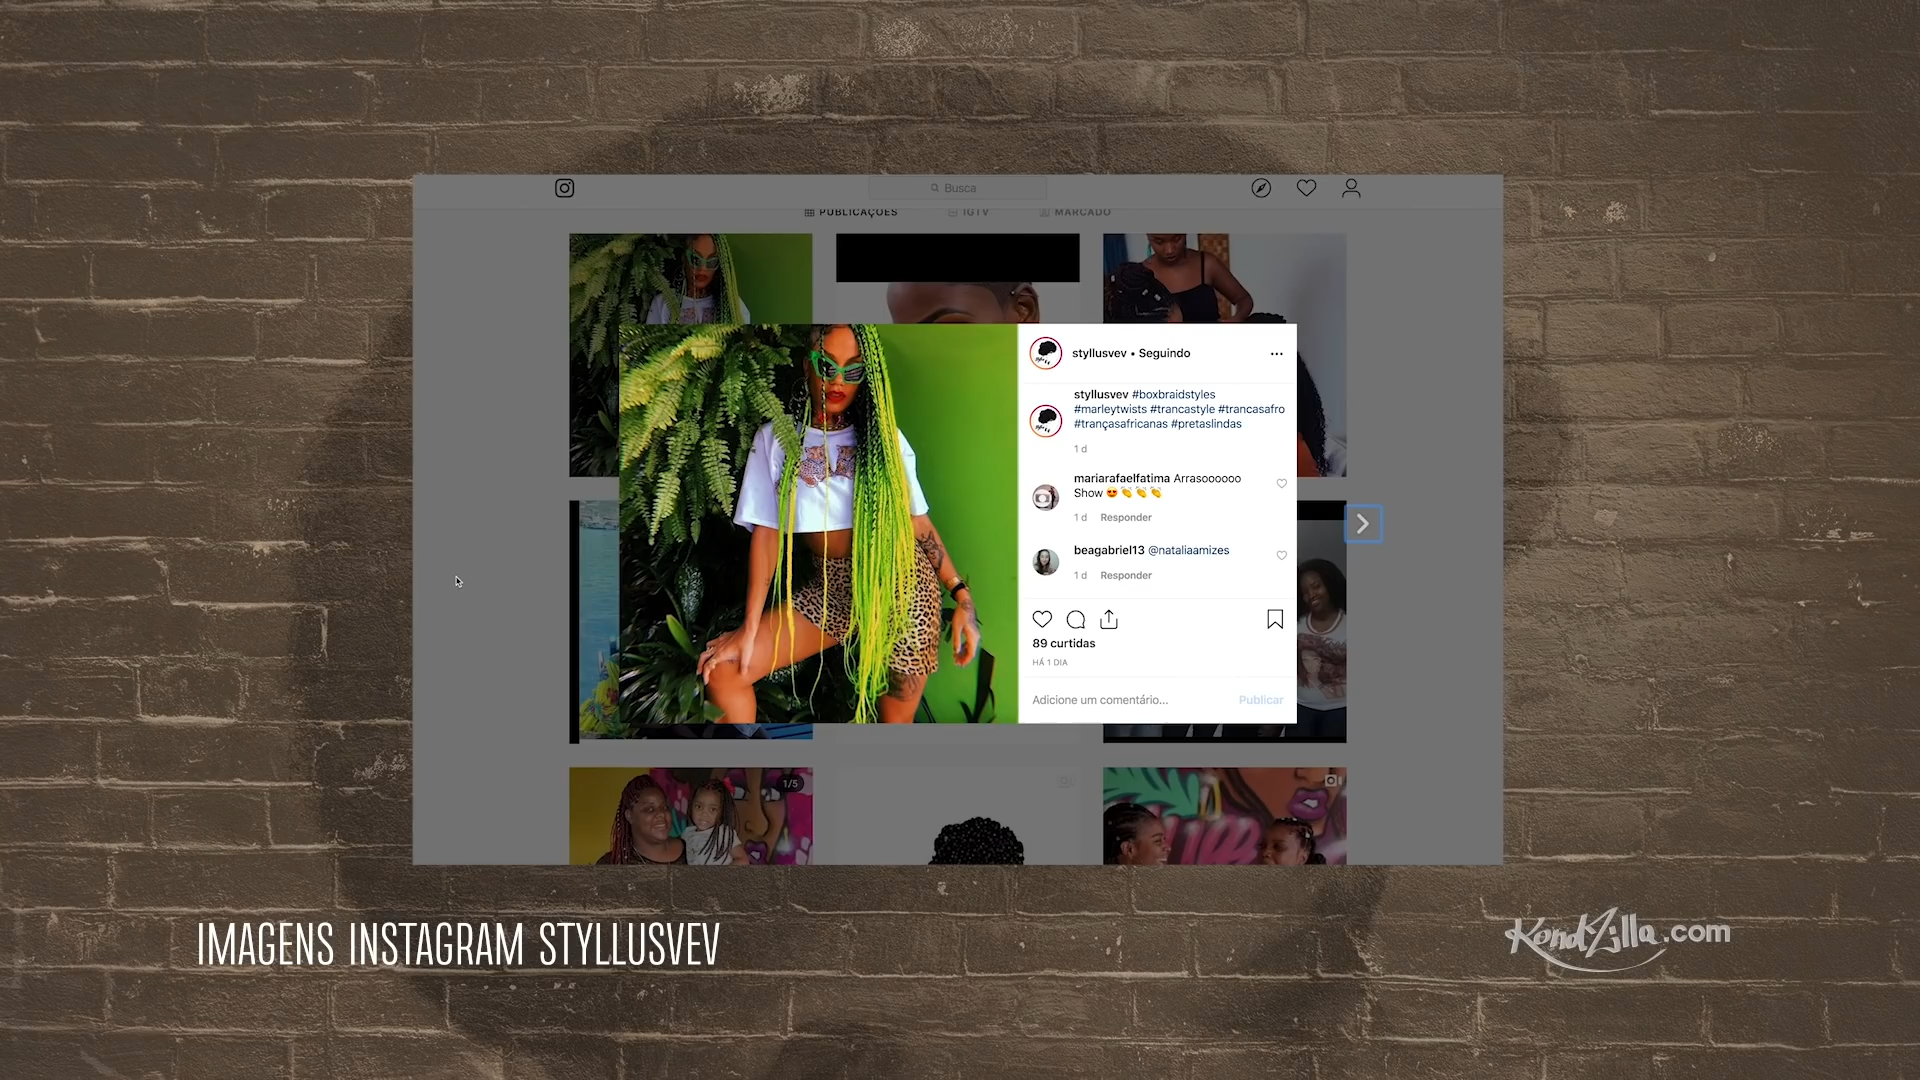 Busca
PUBLICAÇÕES
IGTV
MARCADO
styllusvev • Seguindo
styllusvev #boxbraidstyles
#marleytwists #trancastyle #trancasafro
#trançasafricanas #pretaslindas
1 d
mariarafaelfatima Arrasoooooo
Show 😍👏👏👏
1 d Responder
beagabriel13 @nataliaamizes
1 d Responder
89 curtidas
HÁ 1 DIA
Adicione um comentário... Publicar
1/5
IMAGENS INSTAGRAM STYLLUSVEV
KondZilla.com